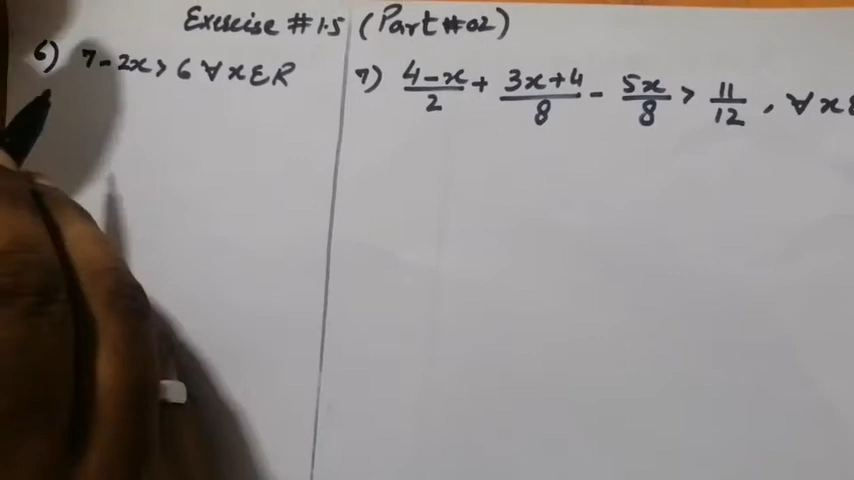 Exercise #1.5 (Part #02)
6) 7-2x> 6 ∀ x ∈ R
7) (4-x)/2 + (3x+4)/8 - 5x/8 > 11/12 , ∀ x ∈